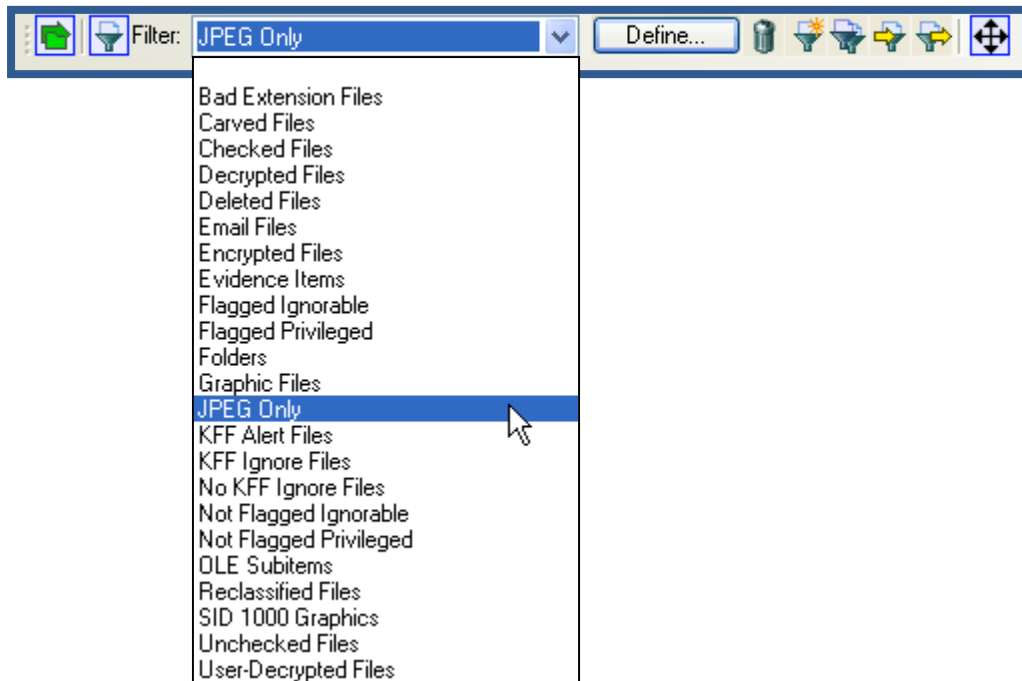 Filter: JPEG Only Define...
Bad Extension Files
Carved Files
Checked Files
Decrypted Files
Deleted Files
Email Files
Encrypted Files
Evidence Items
Flagged Ignorable
Flagged Privileged
Folders
Graphic Files
JPEG Only
KFF Alert Files
KFF Ignore Files
No KFF Ignore Files
Not Flagged Ignorable
Not Flagged Privileged
OLE Subitems
Reclassified Files
SID 1000 Graphics
Unchecked Files
User-Decrypted Files